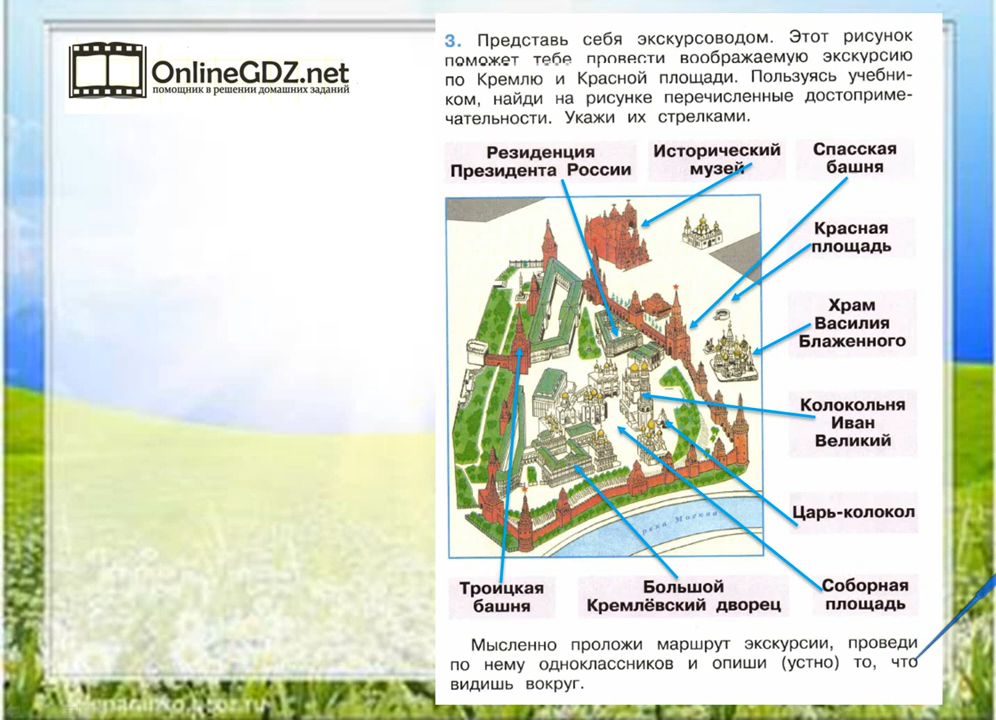 OnlineGDZ.net
помощник в решении домашних заданий
3. Представь себя экскурсоводом. Этот рисунок
поможет тебе провести воображаемую экскурсию
по Кремлю и Красной площади. Пользуясь учебни-
ком, найди на рисунке перечисленные достоприме-
чательности. Укажи их стрелками.
Резиденция
Президента России
Исторический
музей
Спасская
башня
Красная
площадь
Храм
Василия
Блаженного
Колокольня
Иван
Великий
Царь-колокол
река Москва
Троицкая
башня
Большой
Кремлёвский дворец
Соборная
площадь
Мысленно проложи маршрут экскурсии, проведи
по нему одноклассников и опиши (устно) то, что
видишь вокруг.